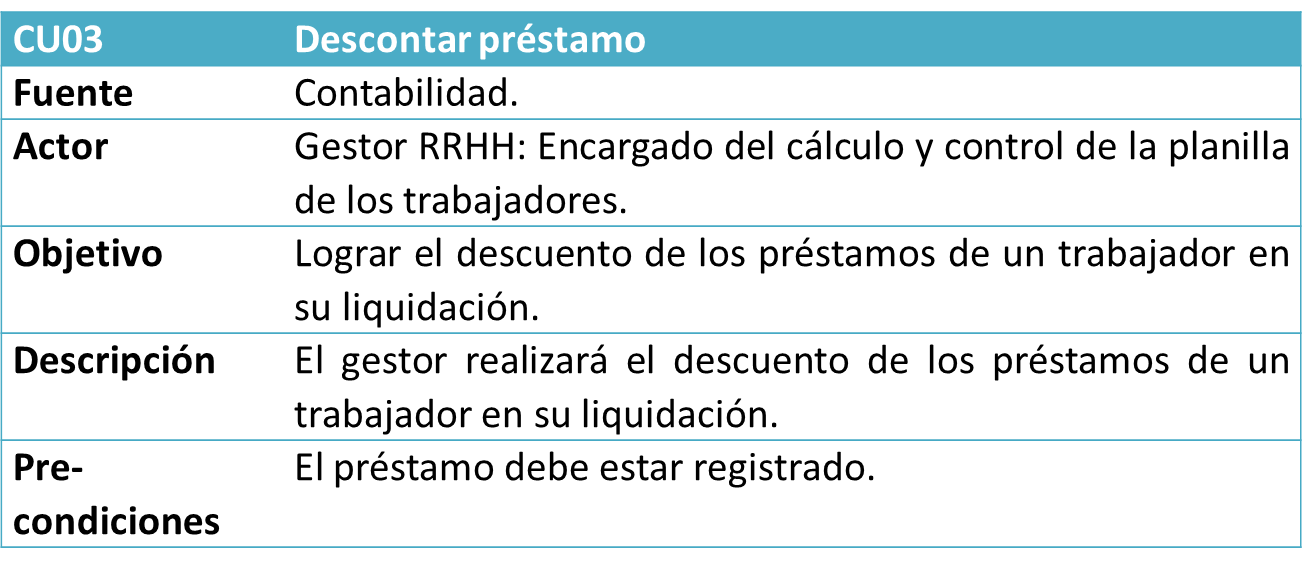 CU03 Descontar préstamo
Fuente Contabilidad.
Actor Gestor RRHH: Encargado del cálculo y control de la planilla
de los trabajadores.
Objetivo Lograr el descuento de los préstamos de un trabajador en
su liquidación.
Descripción El gestor realizará el descuento de los préstamos de un
trabajador en su liquidación.
Pre- El préstamo debe estar registrado.
condiciones